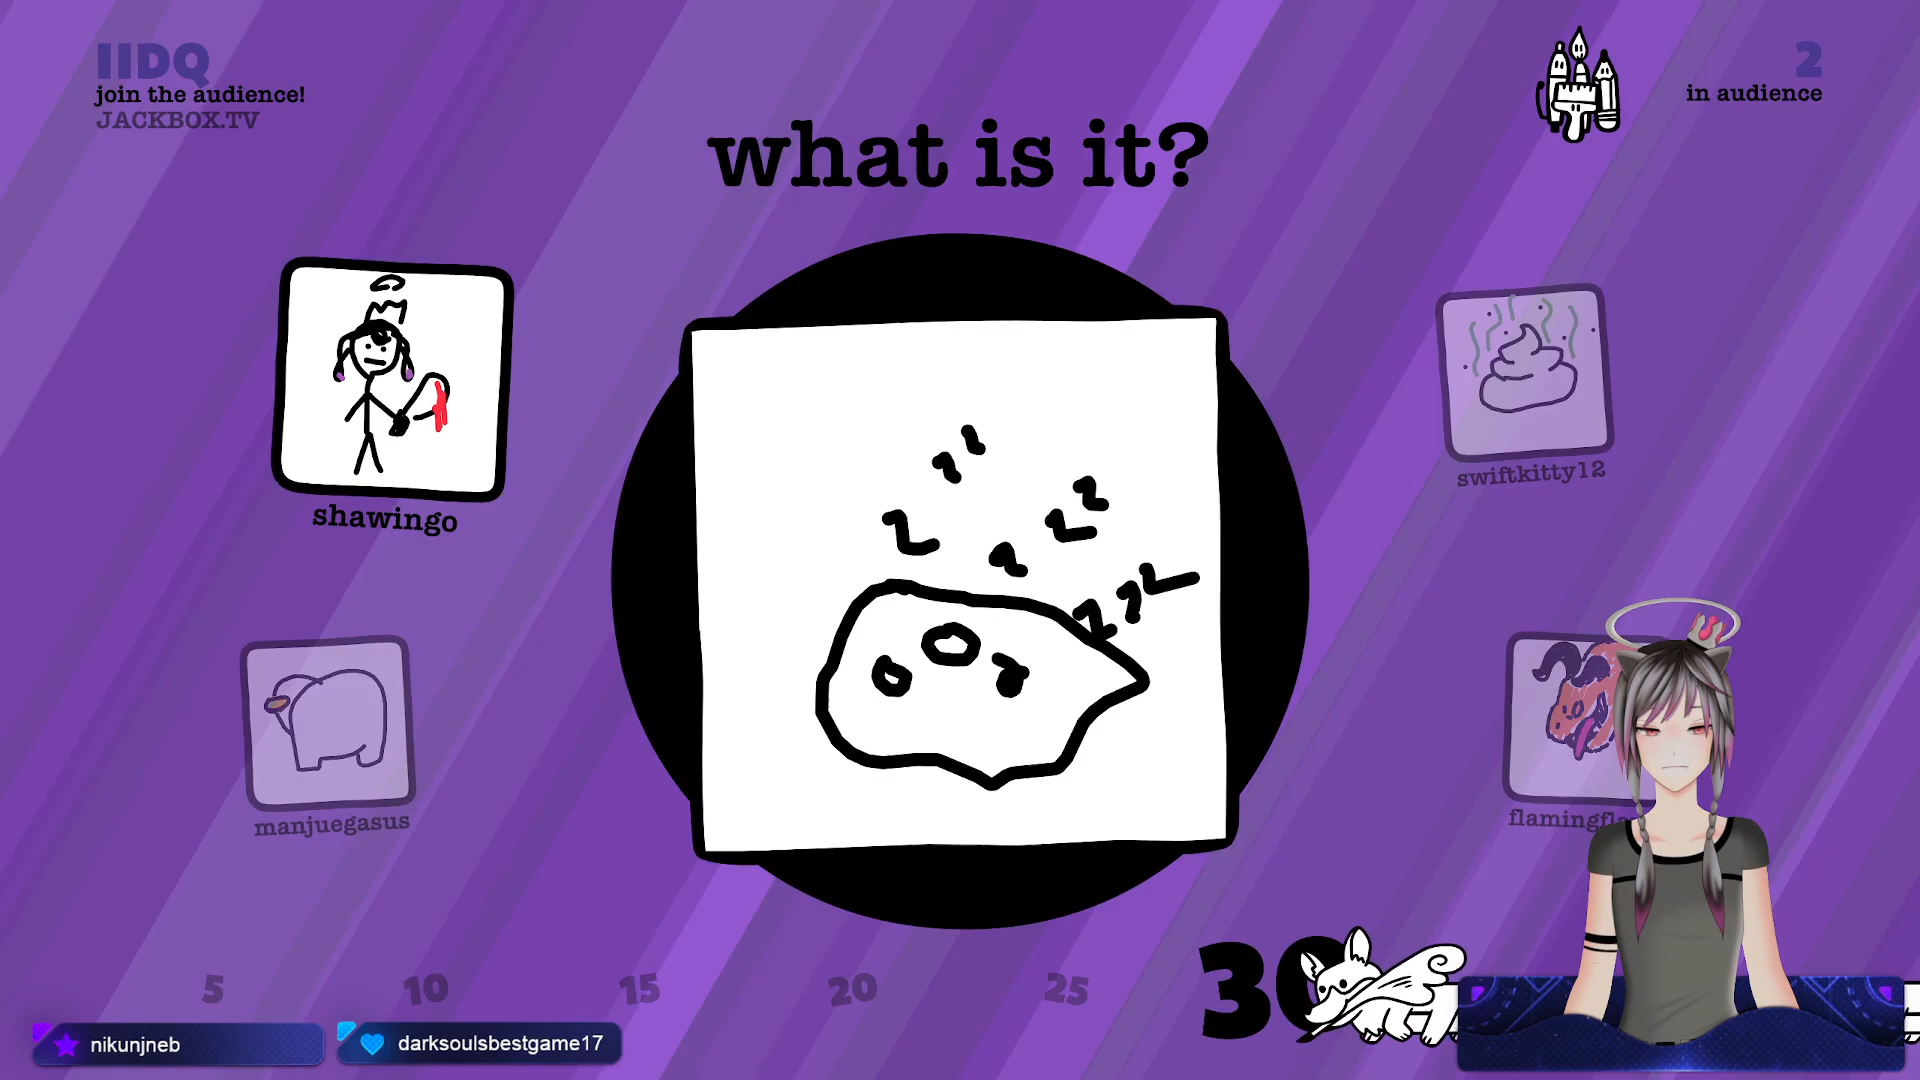 IIDQ
join the audience!
JACKBOX.TV
2
in audience
what is it?
shawingo
swiftkitty12
manjuegasus
5
10
15
20
25
30
nikunjneb
darksoulsbestgame17